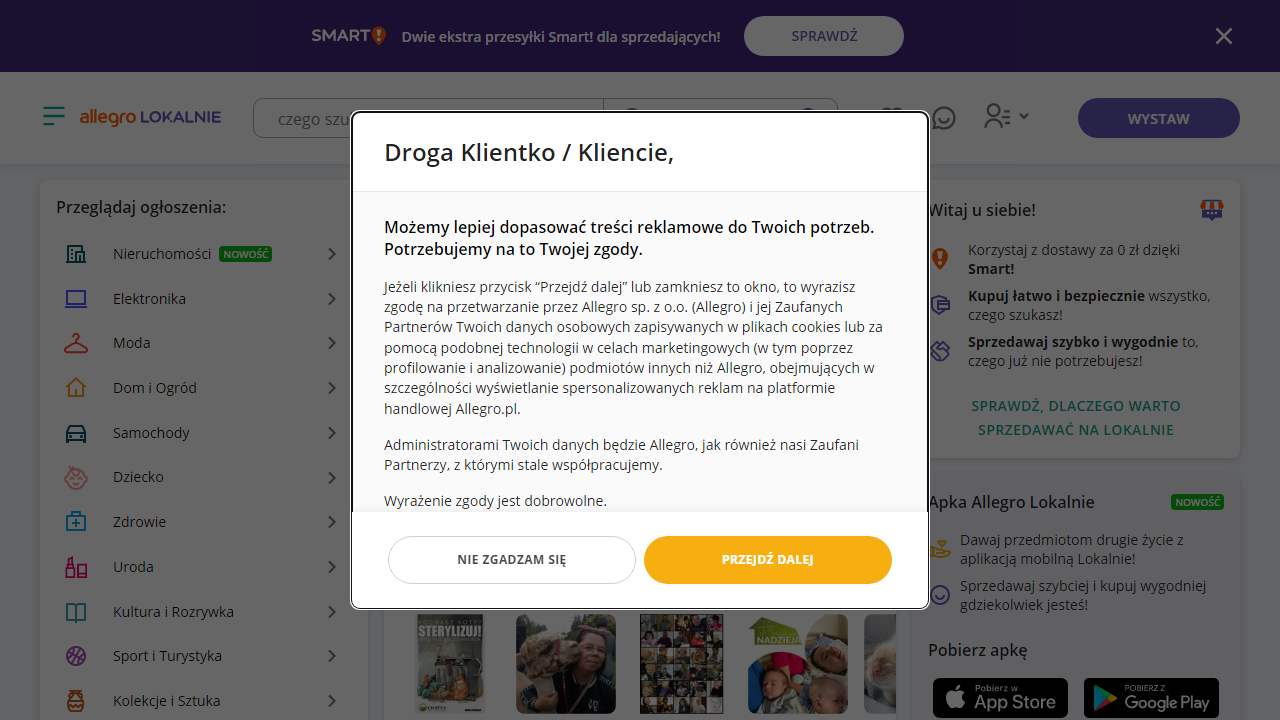 SMART!
Dwie ekstra przesyłki Smart! dla sprzedających!
SPRAWDŹ
allegro LOKALNIE
czego szu
WYSTAW
Droga Klientko / Kliencie,
Możemy lepiej dopasować treści reklamowe do Twoich potrzeb.
Potrzebujemy na to Twojej zgody.
Jeżeli klikniesz przycisk “Przejdź dalej” lub zamkniesz to okno, to wyrazisz
zgodę na przetwarzanie przez Allegro sp. z o.o. (Allegro) i jej Zaufanych
Partnerów Twoich danych osobowych zapisywanych w plikach cookies lub za
pomocą podobnej technologii w celach marketingowych (w tym poprzez
profilowanie i analizowanie) podmiotów innych niż Allegro, obejmujących w
szczególności wyświetlanie spersonalizowanych reklam na platformie
handlowej Allegro.pl.
Administratorami Twoich danych będzie Allegro, jak również nasi Zaufani
Partnerzy, z którymi stale współpracujemy.
Wyrażenie zgody jest dobrowolne.
NIE ZGADZAM SIĘ
PRZEJDŹ DALEJ
Przeglądaj ogłoszenia:
Nieruchomości NOWOŚĆ
Elektronika
Moda
Dom i Ogród
Samochody
Dziecko
Zdrowie
Uroda
Kultura i Rozrywka
Sport i Turystyka
Kolekcje i Sztuka
STERYLIZUJ!
NADZIEJA
Witaj u siebie!
Korzystaj z dostawy za 0 zł dzięki
Smart!
Kupuj łatwo i bezpiecznie wszystko,
czego szukasz!
Sprzedawaj szybko i wygodnie to,
czego już nie potrzebujesz!
SPRAWDŹ, DLACZEGO WARTO
SPRZEDAWAĆ NA LOKALNIE
Apka Allegro Lokalnie NOWOŚĆ
Dawaj przedmiotom drugie życie z
aplikacją mobilną Lokalnie!
Sprzedawaj szybciej i kupuj wygodniej
gdziekolwiek jesteś!
Pobierz apkę
Pobierz w
App Store
POBIERZ Z
Google Play